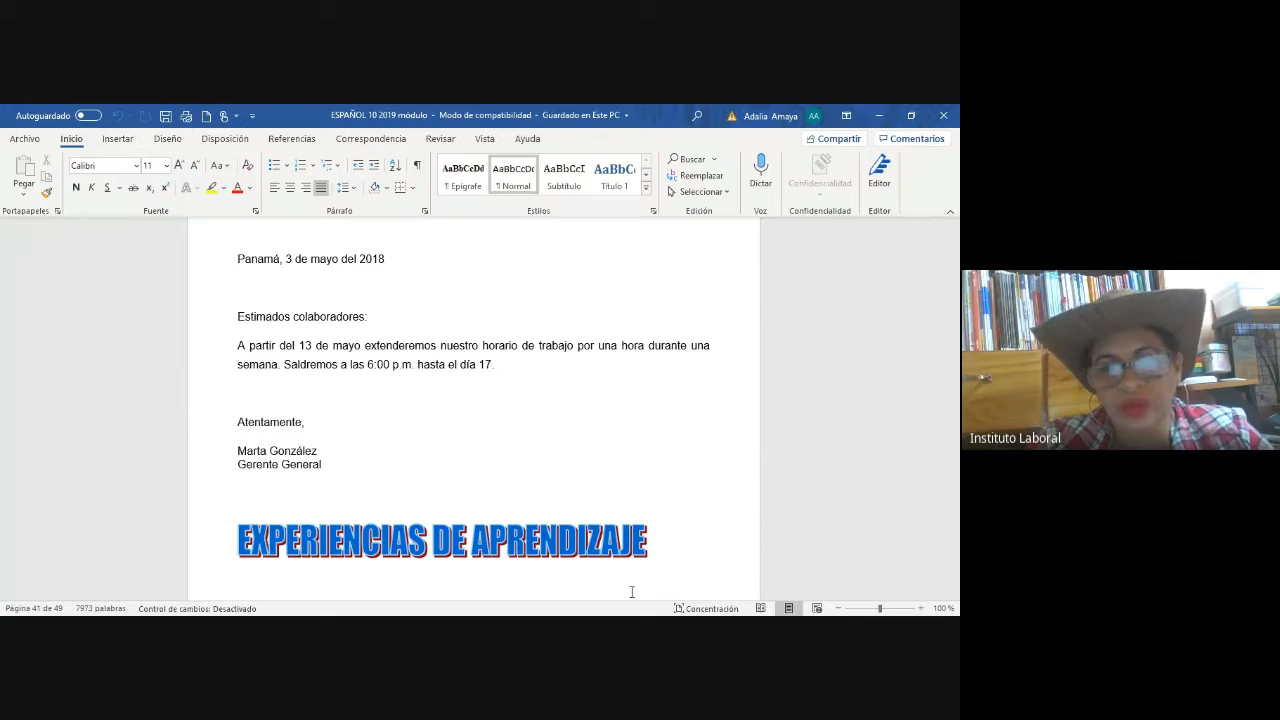 Autoguardado
ESPAÑOL 10 2019 módulo - Modo de compatibilidad - Guardado en Este PC
Adalia Amaya AA
Archivo Inicio Insertar Diseño Disposición Referencias Correspondencia Revisar Vista Ayuda Compartir Comentarios
Pegar
Calibri 11 Aa
N K S ab x₂ x² A A
AaBbCcDd AaBbCcDc AaBbCcI AaBbC
¶ Epígrafe ¶ Normal Subtítulo Título 1
Buscar
Reemplazar
Seleccionar
Dictar Confidencialidad Editor
Portapapeles Fuente Párrafo Estilos Edición Voz Confidencialidad Editor
Panamá, 3 de mayo del 2018
Estimados colaboradores:
A partir del 13 de mayo extenderemos nuestro horario de trabajo por una hora durante una
semana. Saldremos a las 6:00 p.m. hasta el día 17.
Atentamente,
Marta González
Gerente General
EXPERIENCIAS DE APRENDIZAJE
Página 41 de 49 7973 palabras Control de cambios: Desactivado Concentración 100 %
Instituto Laboral